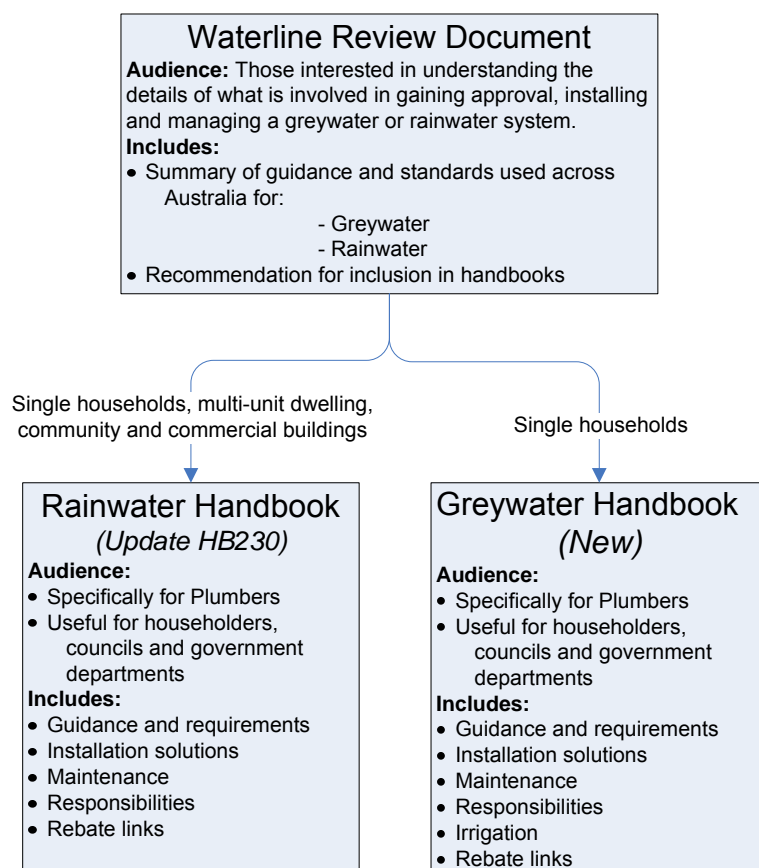 Waterline Review Document
Audience: Those interested in understanding the
details of what is involved in gaining approval, installing
and managing a greywater or rainwater system.
Includes:
• Summary of guidance and standards used across
Australia for:
- Greywater
- Rainwater
• Recommendation for inclusion in handbooks
Single households, multi-unit dwelling,
community and commercial buildings
Single households
Rainwater Handbook
(Update HB230)
Audience:
• Specifically for Plumbers
• Useful for householders,
councils and government
departments
Includes:
• Guidance and requirements
• Installation solutions
• Maintenance
• Responsibilities
• Rebate links
Greywater Handbook
(New)
Audience:
• Specifically for Plumbers
• Useful for householders,
councils and government
departments
Includes:
• Guidance and requirements
• Installation solutions
• Maintenance
• Responsibilities
• Irrigation
• Rebate links